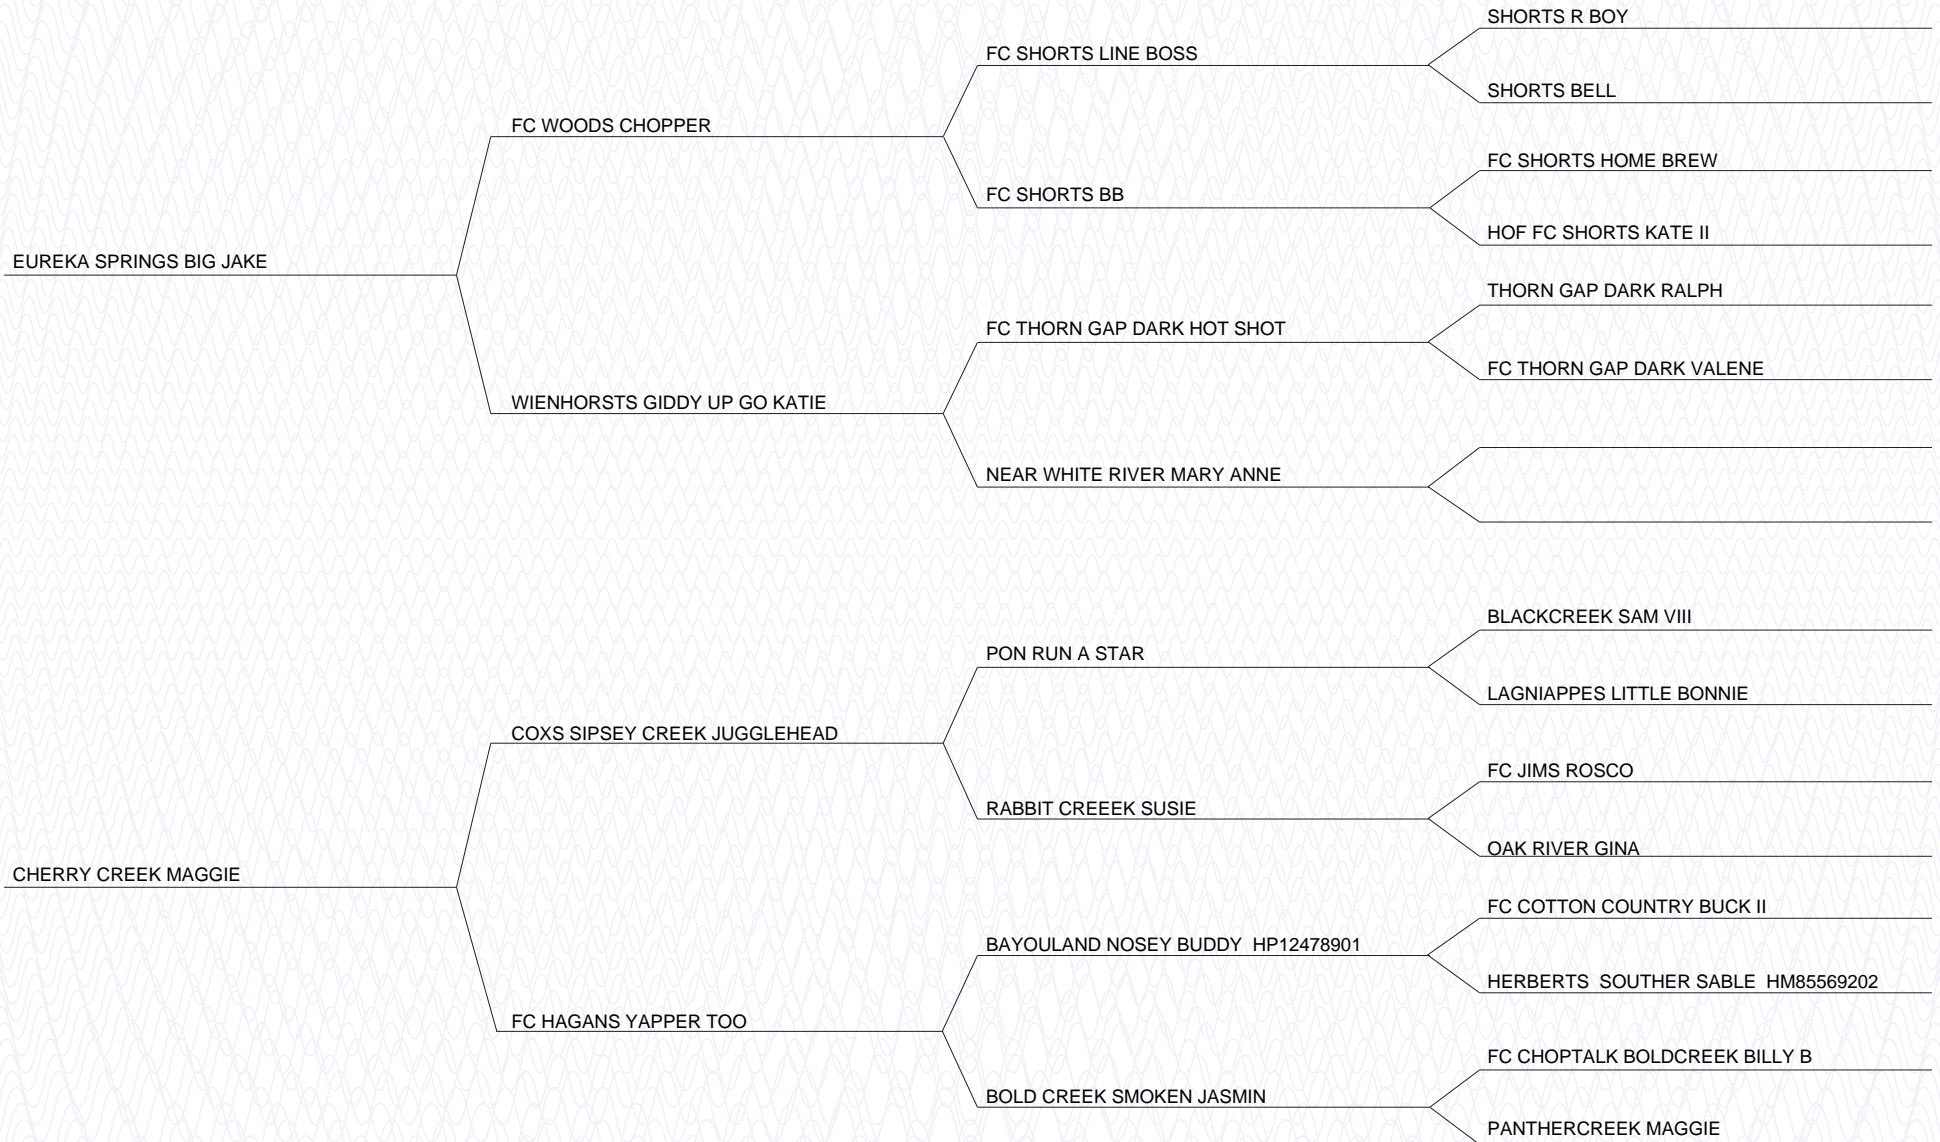 SHORTS R BOY
FC SHORTS LINE BOSS
SHORTS BELL
FC WOODS CHOPPER
FC SHORTS HOME BREW
FC SHORTS BB
HOF FC SHORTS KATE II
EUREKA SPRINGS BIG JAKE
THORN GAP DARK RALPH
FC THORN GAP DARK HOT SHOT
FC THORN GAP DARK VALENE
WIENHORSTS GIDDY UP GO KATIE
NEAR WHITE RIVER MARY ANNE
BLACKCREEK SAM VIII
PON RUN A STAR
LAGNIAPPES LITTLE BONNIE
COXS SIPSEY CREEK JUGGLEHEAD
FC JIMS ROSCO
RABBIT CREEEK SUSIE
OAK RIVER GINA
CHERRY CREEK MAGGIE
FC COTTON COUNTRY BUCK II
BAYOULAND NOSEY BUDDY  HP12478901
HERBERTS  SOUTHER SABLE  HM85569202
FC HAGANS YAPPER TOO
FC CHOPTALK BOLDCREEK BILLY B
BOLD CREEK SMOKEN JASMIN
PANTHERCREEK MAGGIE